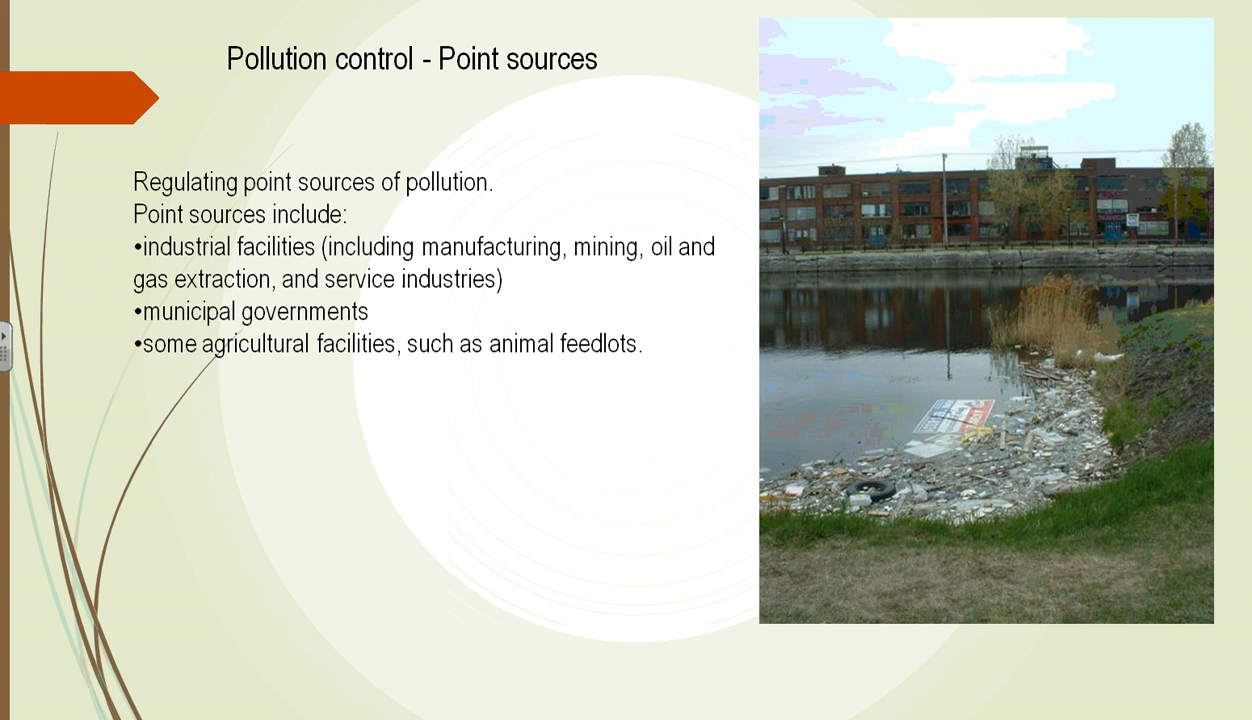 Pollution control - Point sources
Regulating point sources of pollution.
Point sources include:
•industrial facilities (including manufacturing, mining, oil and
gas extraction, and service industries)
•municipal governments
•some agricultural facilities, such as animal feedlots.